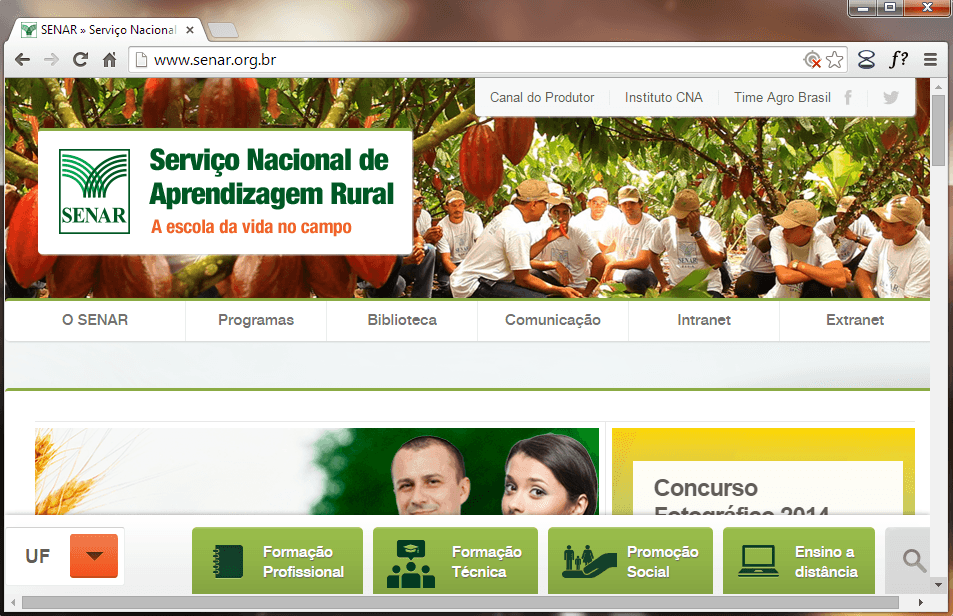 SENAR » Serviço Nacional
www.senar.org.br
f?
Canal do Produtor
Instituto CNA
Time Agro Brasil
SENAR
Serviço Nacional de
Aprendizagem Rural
A escola da vida no campo
O SENAR
Programas
Biblioteca
Comunicação
Intranet
Extranet
Concurso
Fotográfico 2014
UF
Formação
Profissional
Formação
Técnica
Promoção
Social
Ensino a
distância